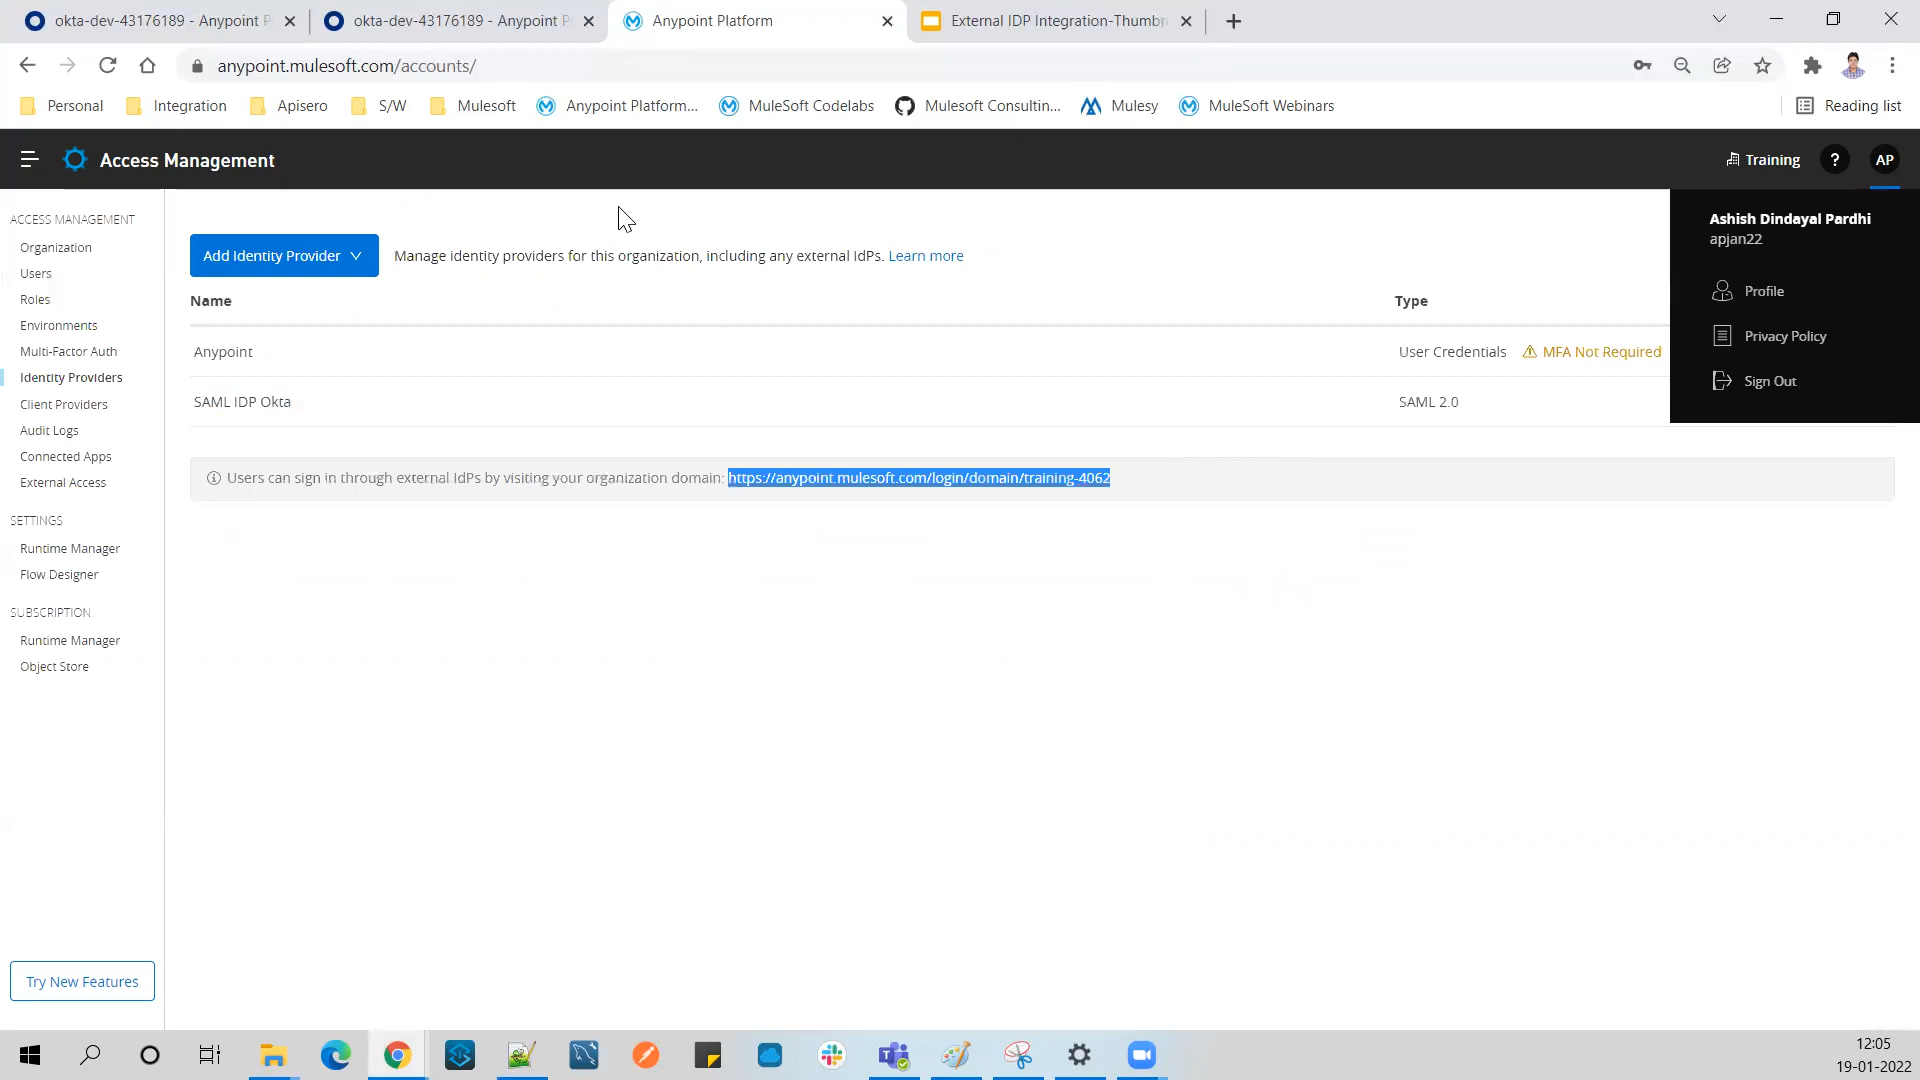 okta-dev-43176189 - Anypoint P
okta-dev-43176189 - Anypoint P
Anypoint Platform
External IDP Integration-Thumbn
anypoint.mulesoft.com/accounts/
Personal
Integration
Apisero
S/W
Mulesoft
Anypoint Platform...
MuleSoft Codelabs
Mulesoft Consultin...
Mulesy
MuleSoft Webinars
Reading list
Access Management
Training
?
AP
ACCESS MANAGEMENT
Organization
Users
Roles
Environments
Multi-Factor Auth
Identity Providers
Client Providers
Audit Logs
Connected Apps
External Access
SETTINGS
Runtime Manager
Flow Designer
SUBSCRIPTION
Runtime Manager
Object Store
Try New Features
Add Identity Provider
Manage identity providers for this organization, including any external IdPs. Learn more
Name
Type
Anypoint
User Credentials
MFA Not Required
SAML IDP Okta
SAML 2.0
Users can sign in through external IdPs by visiting your organization domain: https://anypoint.mulesoft.com/login/domain/training-4062
Ashish Dindayal Pardhi
apjan22
Profile
Privacy Policy
Sign Out
12:05
19-01-2022